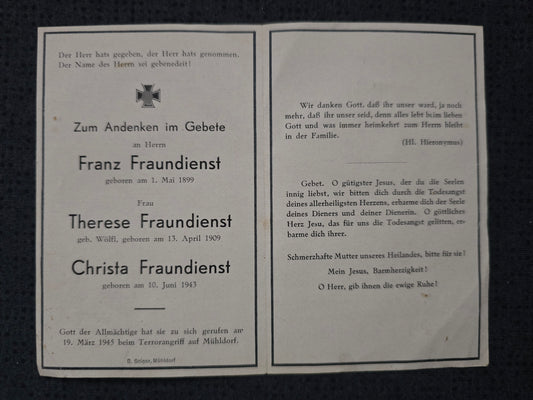 Der Herr hats gegeben, der Herr hats genommen.
Der Name des Herrn sei gebenedeit!
Zum Andenken im Gebete
an Herrn
Franz Fraundienst
geboren am 1. Mai 1899
Frau
Therese Fraundienst
geb. Wölfl, geboren am 13. April 1909
Christa Fraundienst
geboren am 10. Juni 1943
Gott der Allmächtige hat sie zu sich gerufen am
19. März 1945 beim Terrorangriff auf Mühldorf.
D. Geiger, Mühldorf
Wir danken Gott, daß ihr unser ward, ja noch
mehr, daß ihr unser seid, denn alles lebt beim lieben
Gott und was immer heimkehrt zum Herrn bleibt
in der Familie.
(Hl. Hieronymus)
Gebet. O gütigster Jesus, der du die Seelen
innig liebst, wir bitten dich durch die Todesangst
deines allerheiligsten Herzens, erbarme dich der Seele
deines Dieners und deiner Dienerin. O göttliches
Herz Jesu, das für uns die Todesangst gelitten, er-
barme dich ihrer.
Schmerzhafte Mutter unseres Heilandes, bitte für sie!
Mein Jesus, Barmherzigkeit!
O Herr, gib ihnen die ewige Ruhe!